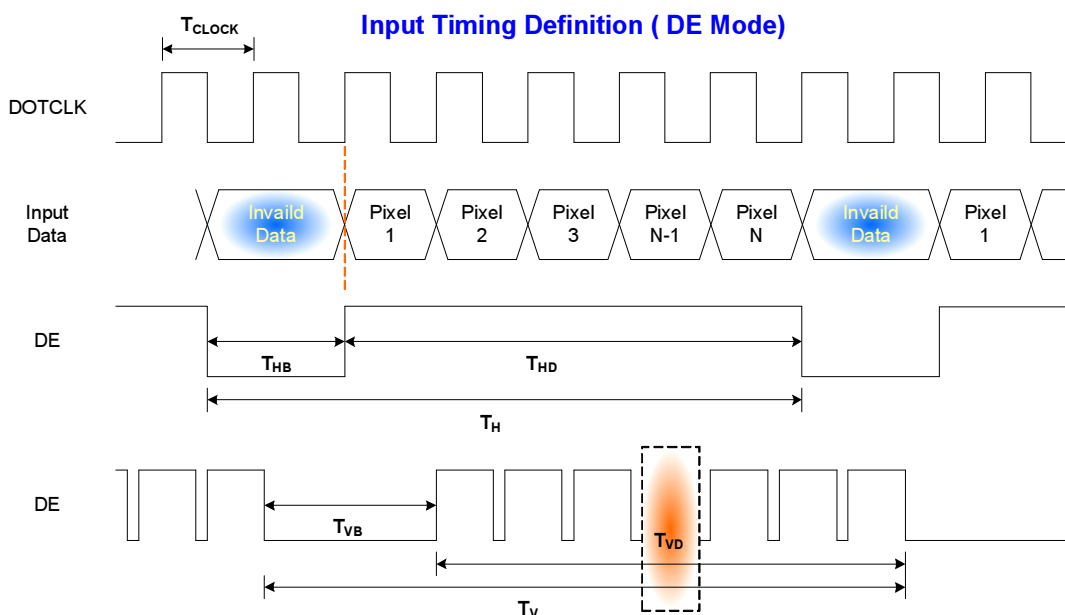 Input Timing Definition ( DE Mode)
TCLOCK
DOTCLK
Input
Data
Invaild
Data
Pixel
1
Pixel
2
Pixel
3
Pixel
N-1
Pixel
N
Invaild
Data
Pixel
1
DE
THB
THD
TH
DE
TVB
TVD
TV